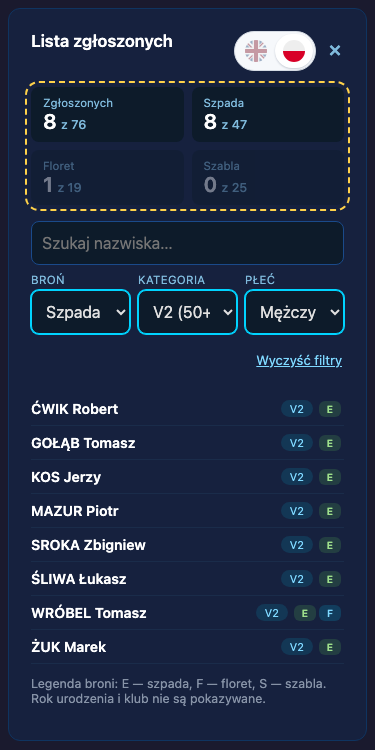 Lista zgłoszonych
×
Zgłoszonych
8 z 76
Szpada
8 z 47
Floret
1 z 19
Szabla
0 z 25
Szukaj nazwiska...
BROŃ KATEGORIA PŁEĆ
Szpada V2 (50+ Mężczy
Wyczyść filtry
ĆWIK Robert V2 E
GOŁĄB Tomasz V2 E
KOS Jerzy V2 E
MAZUR Piotr V2 E
SROKA Zbigniew V2 E
ŚLIWA Łukasz V2 E
WRÓBEL Tomasz V2 E F
ŻUK Marek V2 E
Legenda broni: E — szpada, F — floret, S — szabla.
Rok urodzenia i klub nie są pokazywane.